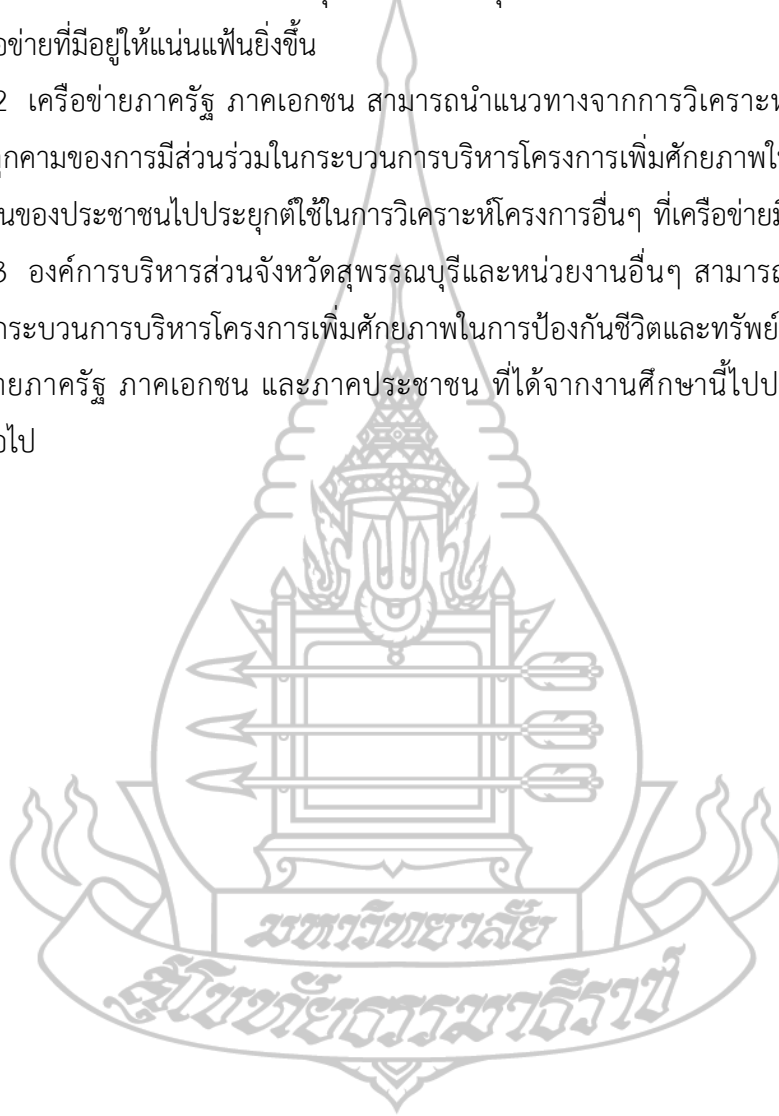 อข่ายที่มีอยู่ให้แน่นแฟ้นยิ่งขึ้น
2 เครือข่ายภาครัฐ ภาคเอกชน สามารถนำแนวทางจากการวิเคราะห
ุกคามของการมีส่วนร่วมในกระบวนการบริหารโครงการเพิ่มศักยภาพใ
นของประชาชนไปประยุกต์ใช้ในการวิเคราะห์โครงการอื่นๆ ที่เครือข่าย
3 องค์การบริหารส่วนจังหวัดสุพรรณบุรีและหน่วยงานอื่นๆ สามารถ
กระบวนการบริหารโครงการเพิ่มศักยภาพในการป้องกันชีวิตและทรัพย์
ายภาครัฐ ภาคเอกชน และภาคประชาชน ที่ได้จากงานศึกษานี้ไปป
อไป
มหาวิทยาลัย
สุโขทัยธรรมาธิราช